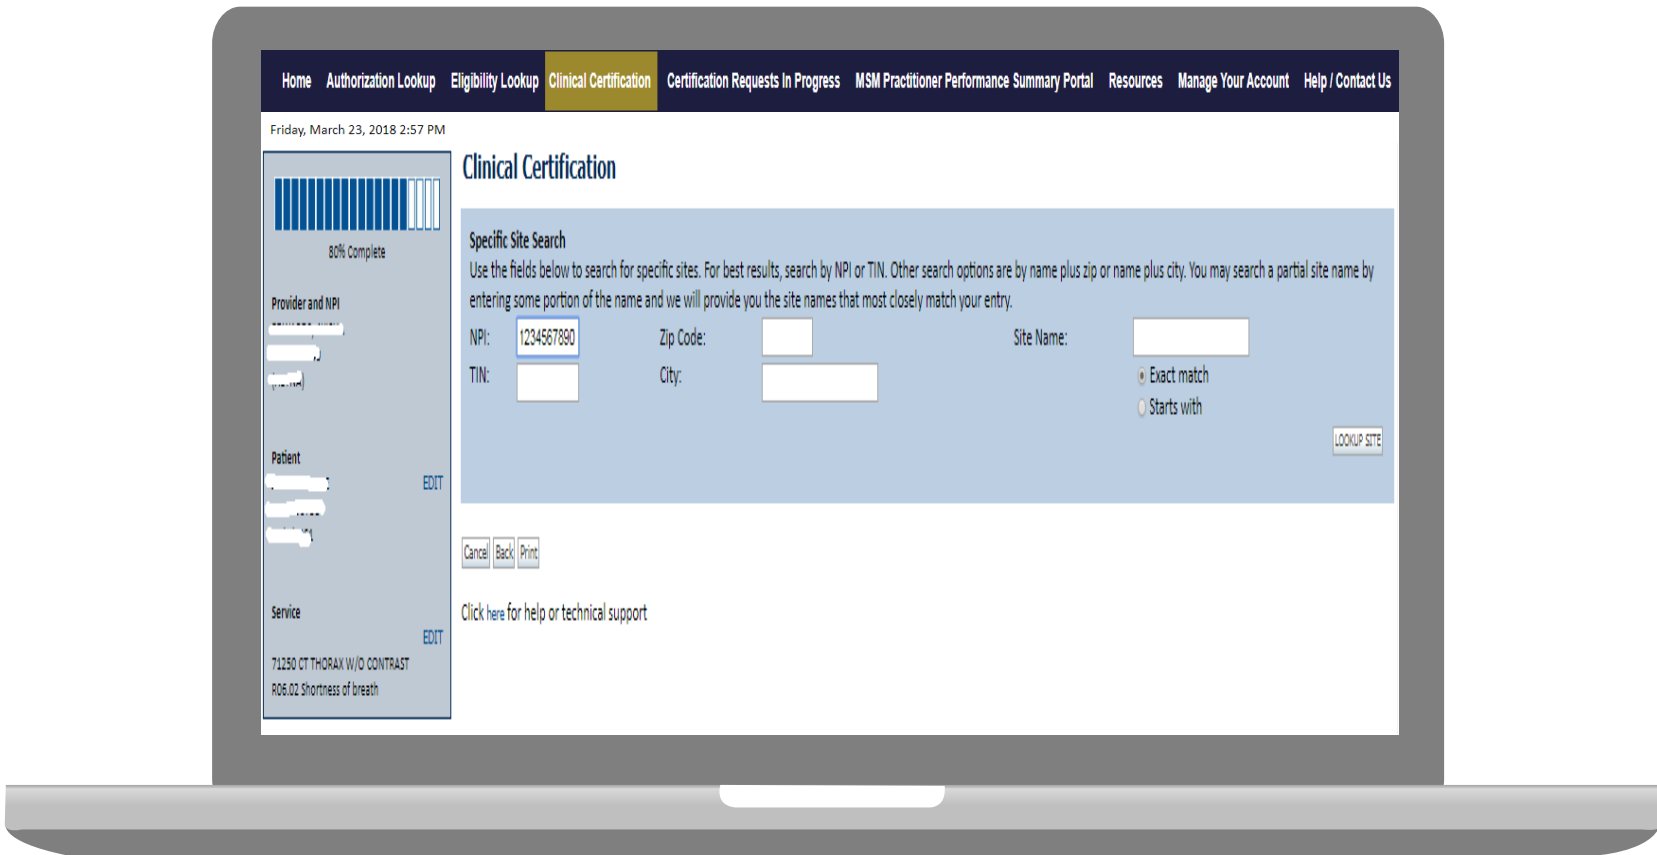 Home Authorization Lookup Eligibility Lookup Clinical Certification Certification Requests In Progress MSM Practitioner Performance Summary Portal Resources Manage Your Account Help / Contact Us
Friday, March 23, 2018 2:57 PM
80% Complete
Provider and NPI
Patient
EDIT
Service
EDIT
71250 CT THORAX W/O CONTRAST
R06.02 Shortness of breath
Clinical Certification
Specific Site Search
Use the fields below to search for specific sites. For best results, search by NPI or TIN. Other search options are by name plus zip or name plus city. You may search a partial site name by
entering some portion of the name and we will provide you the site names that most closely match your entry.
NPI: 1234567890 Zip Code: Site Name:
TIN: City: Exact match
Starts with
LOOKUP SITE
Cancel Back Print
Click here for help or technical support